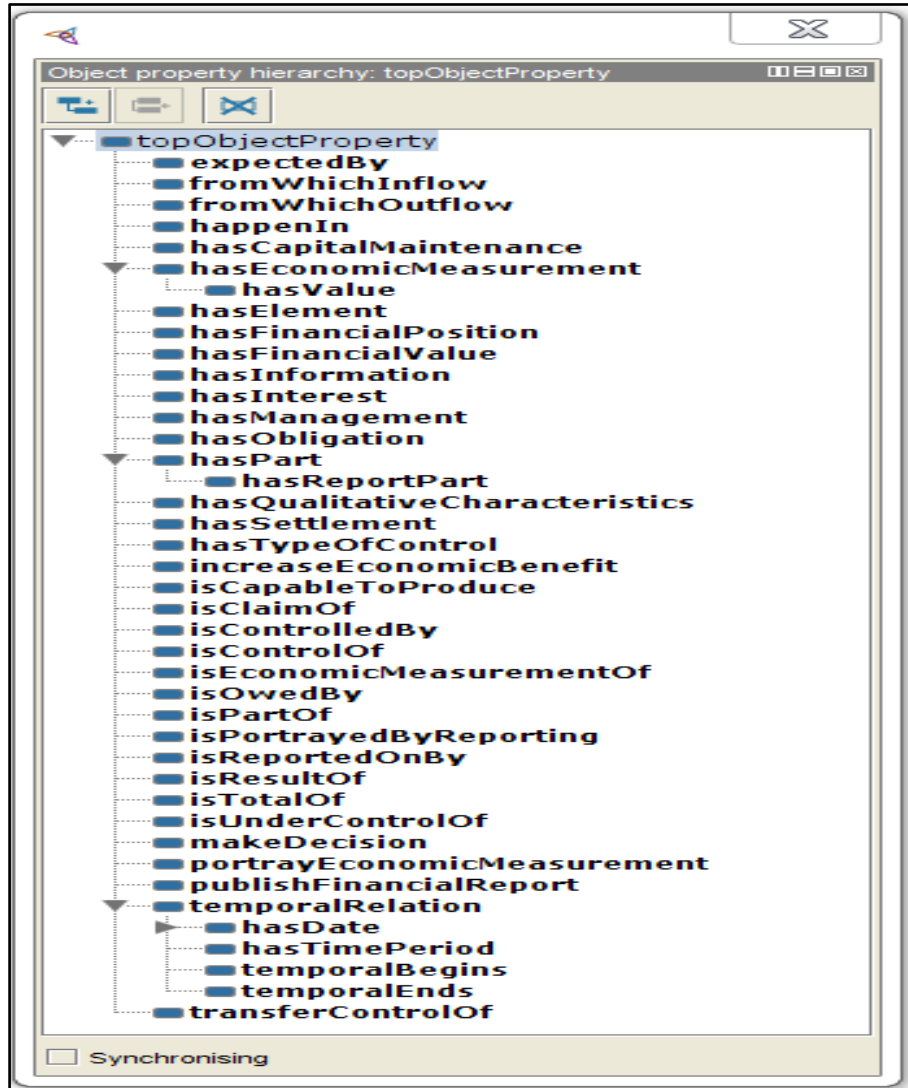 Object property hierarchy: topObjectProperty
topObjectProperty
expectedBy
fromWhichInflow
fromWhichOutflow
happenIn
hasCapitalMaintenance
hasEconomicMeasurement
hasValue
hasElement
hasFinancialPosition
hasFinancialValue
hasInformation
hasInterest
hasManagement
hasObligation
hasPart
hasReportPart
hasQualitativeCharacteristics
hasSettlement
hasTypeOfControl
increaseEconomicBenefit
isCapableToProduce
isClaimOf
isControlledBy
isControlOf
isEconomicMeasurementOf
isOwedBy
isPartOf
isPortrayedByReporting
isReportedOnBy
isResultOf
isTotalOf
isUnderControlOf
makeDecision
portrayEconomicMeasurement
publishFinancialReport
temporalRelation
hasDate
hasTimePeriod
temporalBegins
temporalEnds
transferControlOf
Synchronising